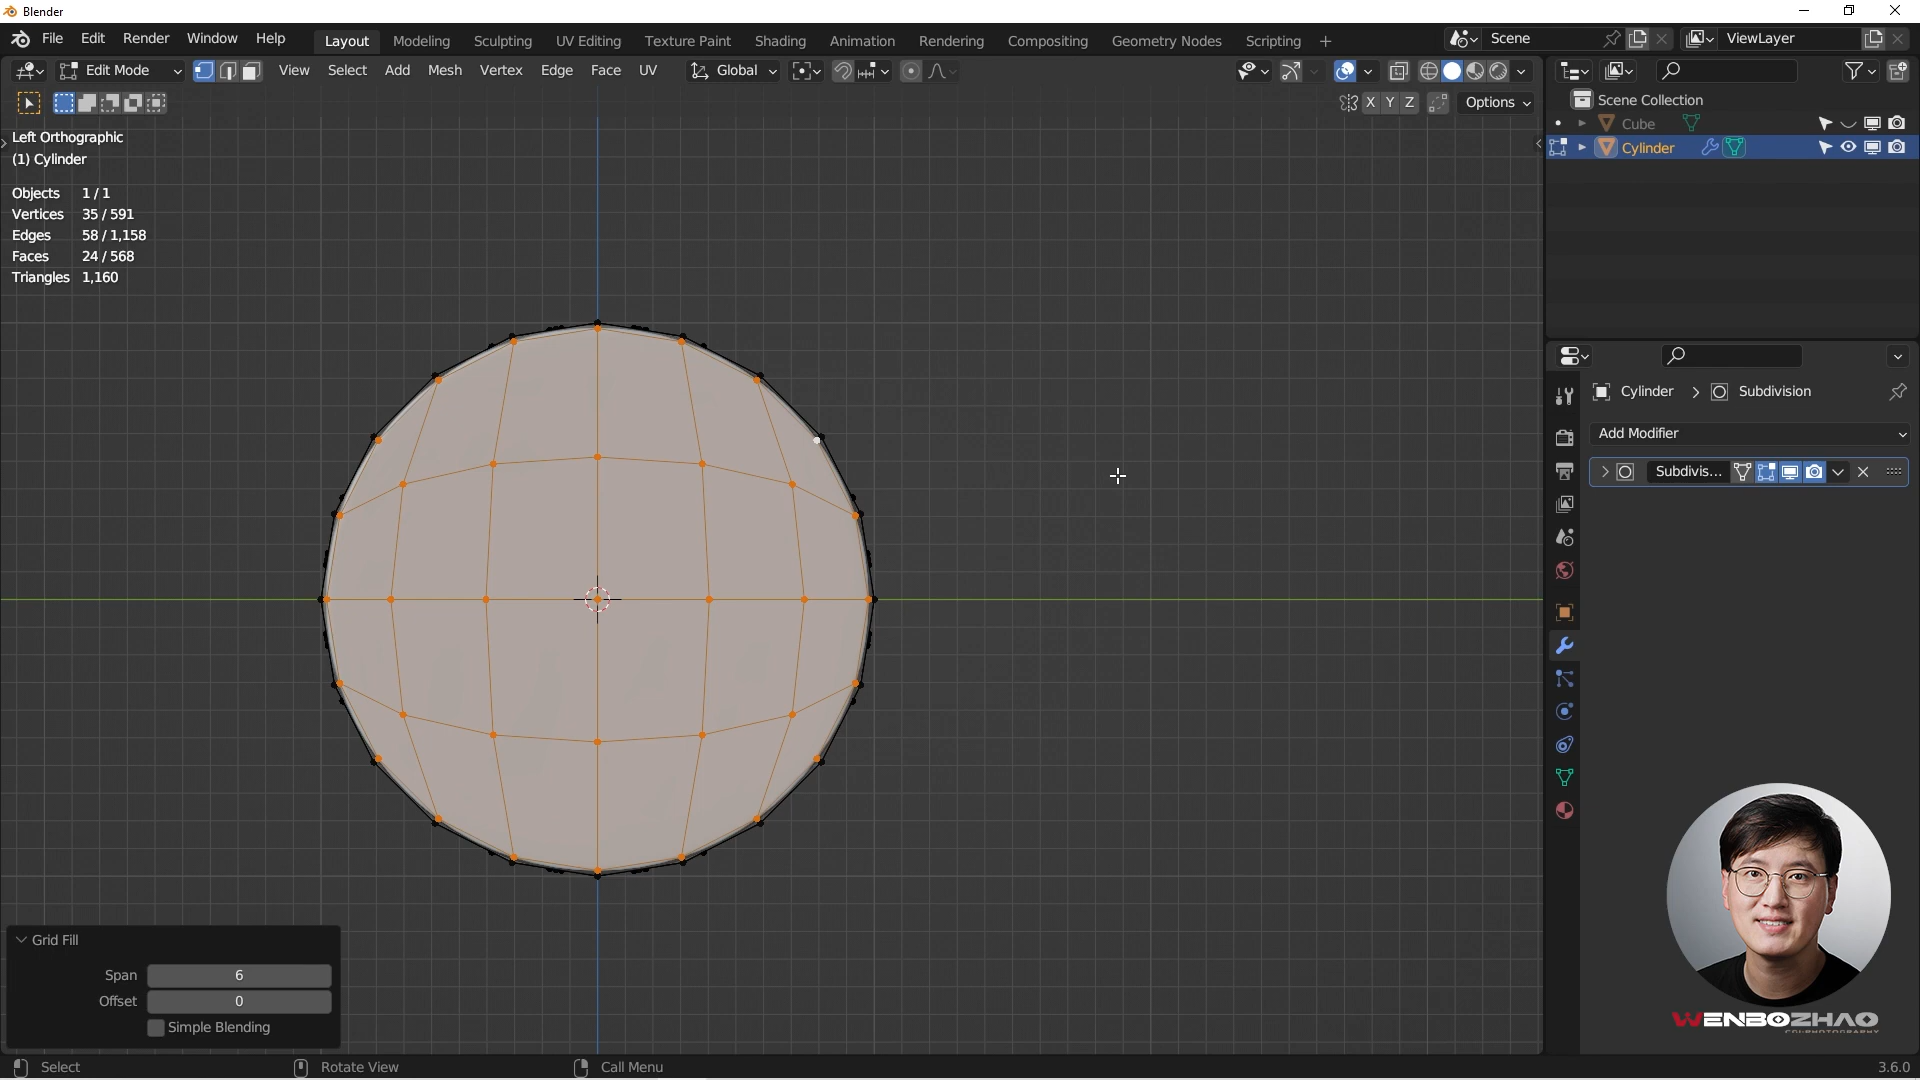 Blender
File Edit Render Window Help
Layout Modeling Sculpting UV Editing Texture Paint Shading Animation Rendering Compositing Geometry Nodes Scripting +
Scene
ViewLayer
Edit Mode
View Select Add Mesh Vertex Edge Face UV
Global
X Y Z
Options
Left Orthographic
(1) Cylinder
Objects 1 / 1
Vertices 35 / 591
Edges 58 / 1,158
Faces 24 / 568
Triangles 1,160
Scene Collection
Cube
Cylinder
Cylinder > Subdivision
Add Modifier
Subdivis...
Grid Fill
Span 6
Offset 0
Simple Blending
WENBOZHAO
Select
Rotate View
Call Menu
3.6.0